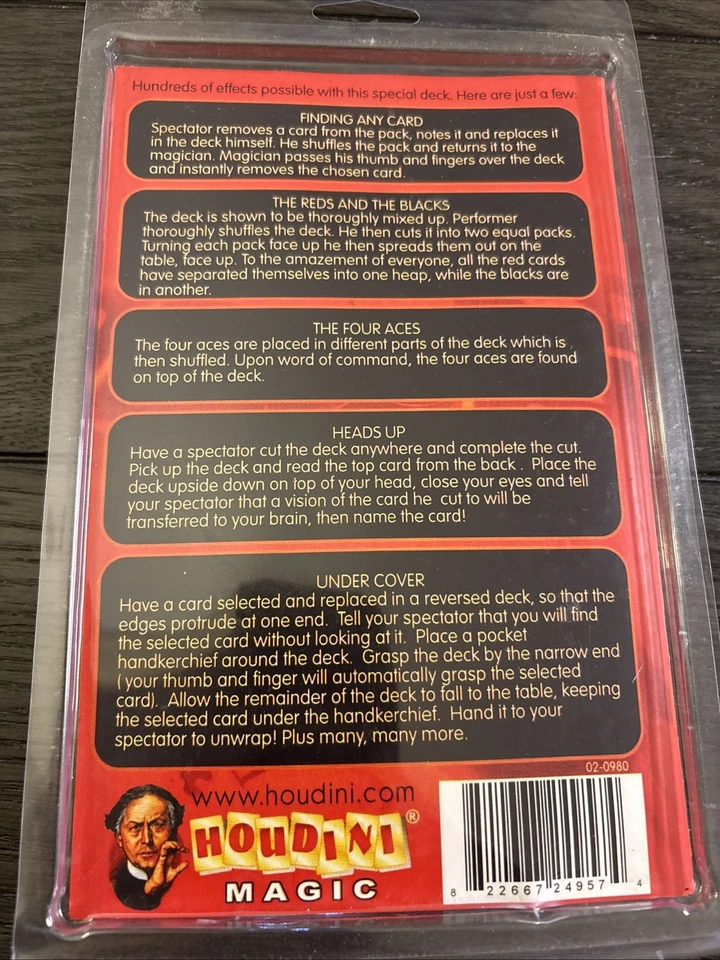 Hundreds of effects possible with this special deck. Here are just a few:
FINDING ANY CARD
Spectator removes a card from the pack, notes it and replaces it
in the deck himself. He shuffles the pack and returns it to the
magician. Magician passes his thumb and fingers over the deck
and instantly removes the chosen card.
THE REDS AND THE BLACKS
The deck is shown to be thoroughly mixed up. Performer
thoroughly shuffles the deck. He then cuts it into two equal packs.
Turning each pack face up he then spreads them out on the
table, face up. To the amazement of everyone, all the red cards
have separated themselves into one heap, while the blacks are
in another.
THE FOUR ACES
The four aces are placed in different parts of the deck which is
then shuffled. Upon word of command, the four aces are found
on top of the deck.
HEADS UP
Have a spectator cut the deck anywhere and complete the cut.
Pick up the deck and read the top card from the back . Place the
deck upside down on top of your head, close your eyes and tell
your spectator that a vision of the card he cut to will be
transferred to your brain, then name the card!
UNDER COVER
Have a card selected and replaced in a reversed deck, so that the
edges protrude at one end. Tell your spectator that you will find
the selected card without looking at it. Place a pocket
handkerchief around the deck. Grasp the deck by the narrow end
(your thumb and finger will automatically grasp the selected
card). Allow the remainder of the deck to fall to the table, keeping
the selected card under the handkerchief. Hand it to your
spectator to unwrap! Plus many, many more.
02-0980
www.houdini.com
HOUDINI®
MAGIC
8 22667 24957 4